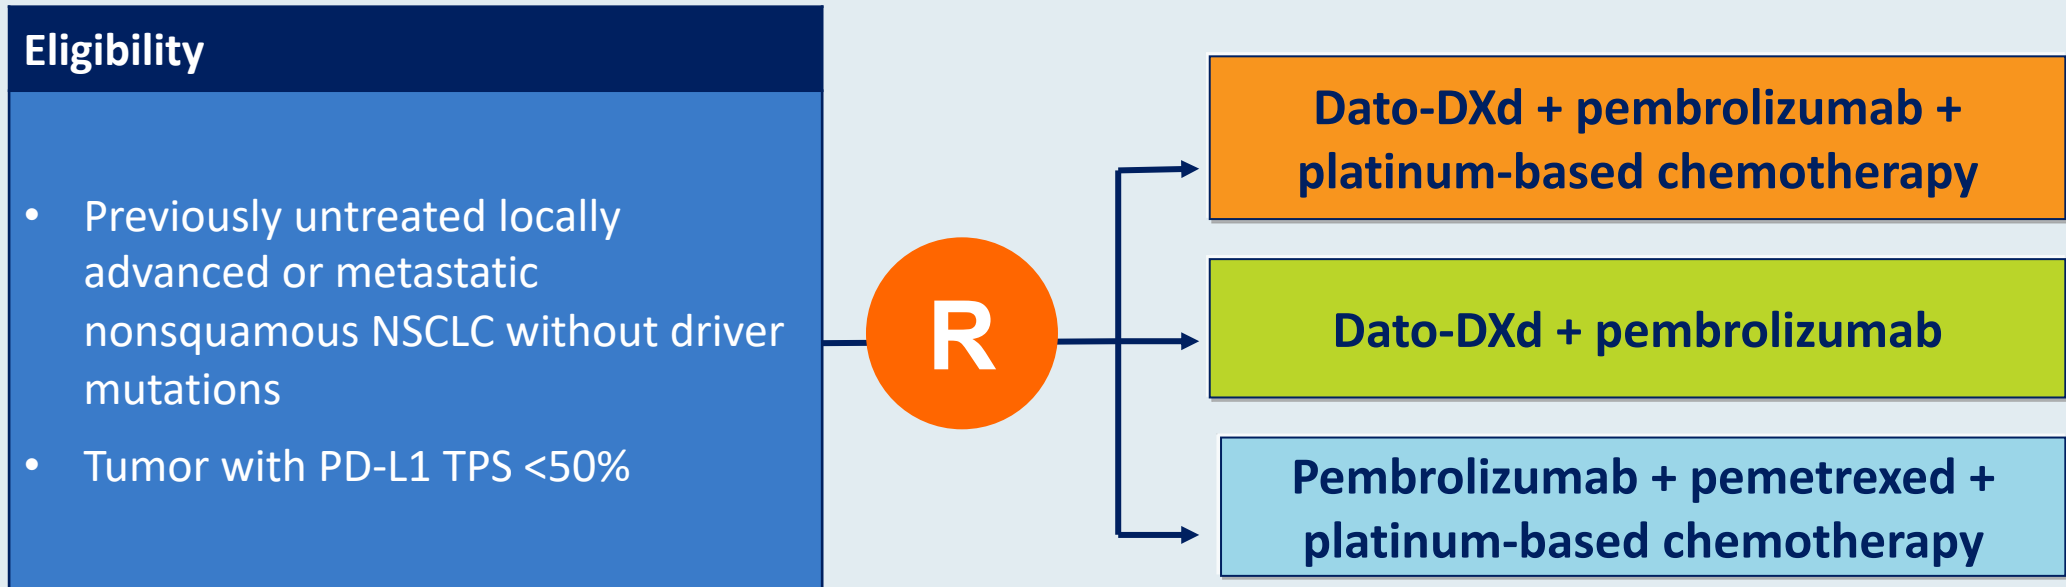 Eligibility
• Previously untreated locally
advanced or metastatic
nonsquamous NSCLC without driver
mutations
• Tumor with PD-L1 TPS <50%
R
Dato-DXd + pembrolizumab +
platinum-based chemotherapy
Dato-DXd + pembrolizumab
Pembrolizumab + pemetrexed +
platinum-based chemotherapy